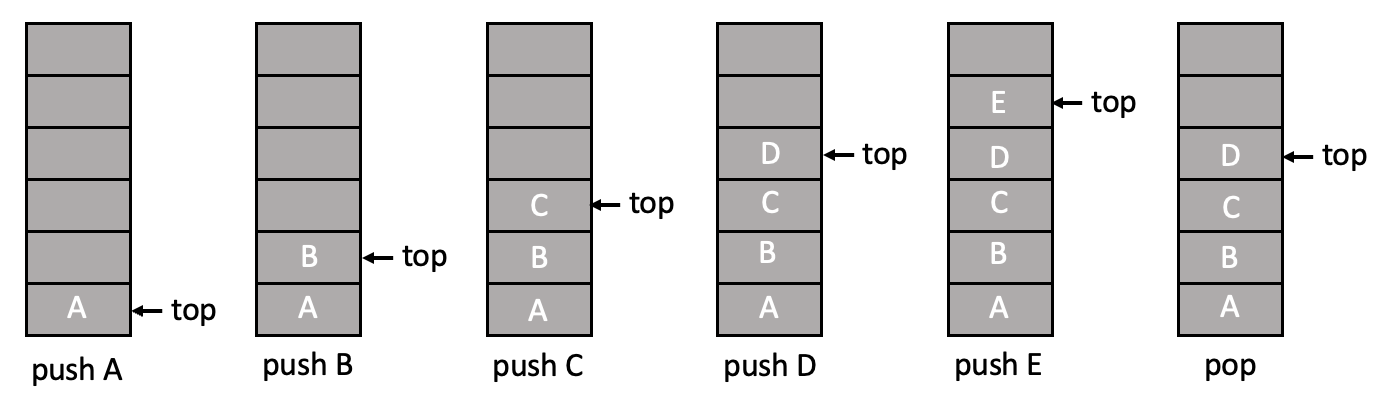 E ← top
D ← top
D
D ← top
C ← top
C
C
C
B ← top
B
B
B
B
A ← top
A
A
A
A
A
push A
push B
push C
push D
push E
pop